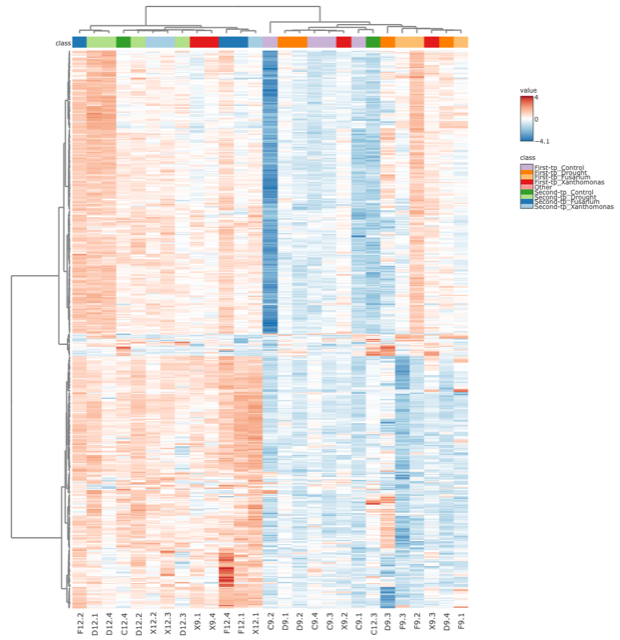 class
value
4
0
−4.1
class
First-tp_Control
First-tp_Drought
First-tp_Fusarium
First-tp_Xanthomonas
Other
Second-tp_Control
Second-tp_Drought
Second-tp_Fusarium
Second-tp_Xanthomonas
F12.2
D12.1
D12.4
C12.4
D12.2
X12.2
X12.3
D12.3
X9.1
X9.4
F12.4
F12.1
X12.1
C9.2
D9.1
D9.2
C9.4
C9.3
X9.2
C9.1
C12.3
D9.3
F9.3
F9.2
X9.3
D9.4
F9.1